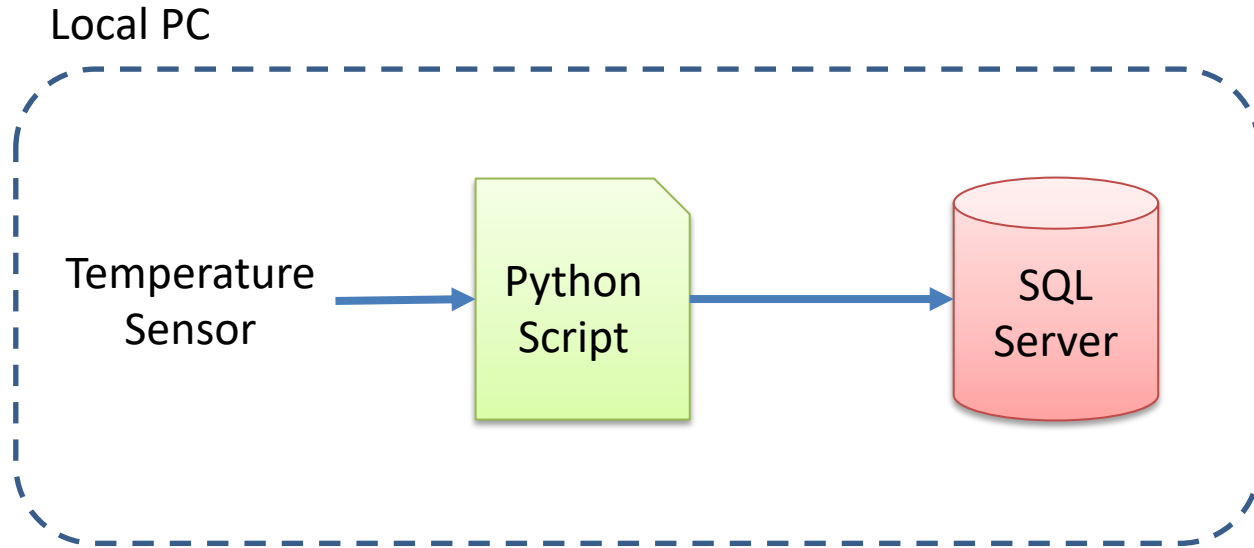 Local PC
Temperature
Sensor
Python
Script
SQL
Server